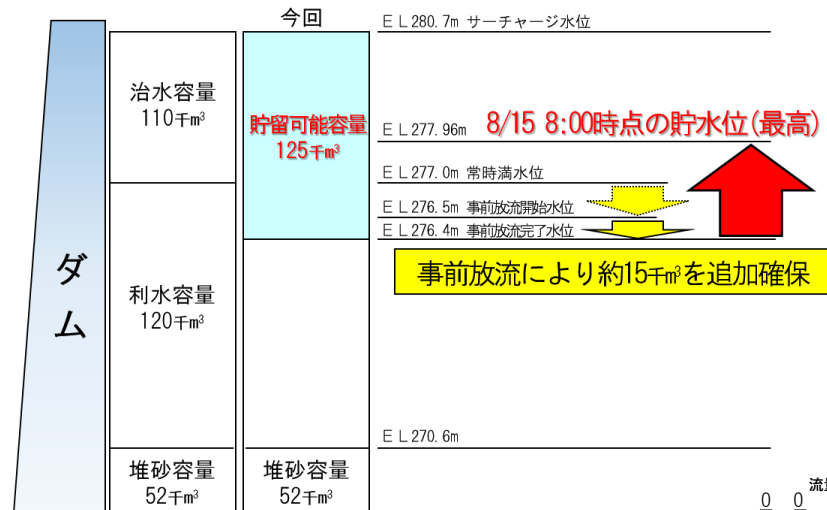 今回
EL280.7m サーチャージ水位
治水容量
110千m³
貯留可能容量
125千m³
EL277.96m 8/15 8:00時点の貯水位(最高)
EL277.0m 常時満水位
EL276.5m 事前放流開始水位
EL276.4m 事前放流完了水位
事前放流により約15千㎥を追加確保
ダム
利水容量
120千m³
EL270.6m
堆砂容量
52千m³
堆砂容量
52千m³
流量
0 0